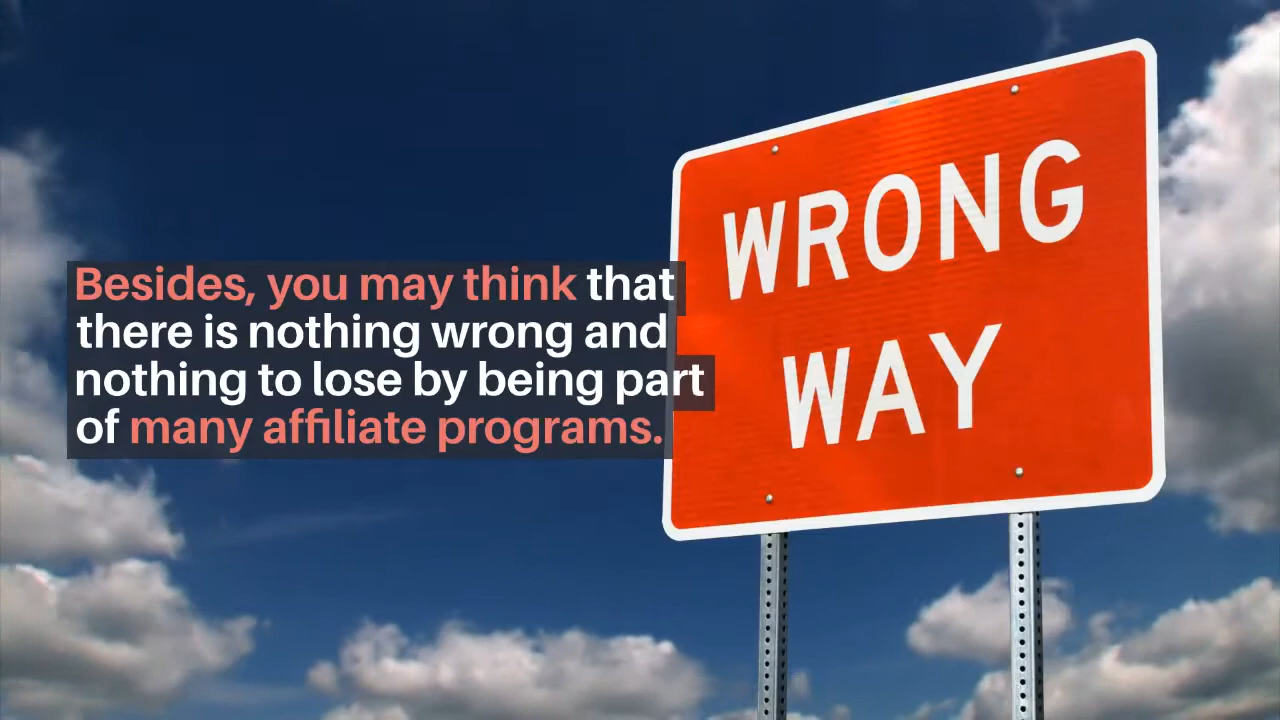 Besides, you may think that
there is nothing wrong and
nothing to lose by being part
of many affiliate programs.
WRONG
WAY